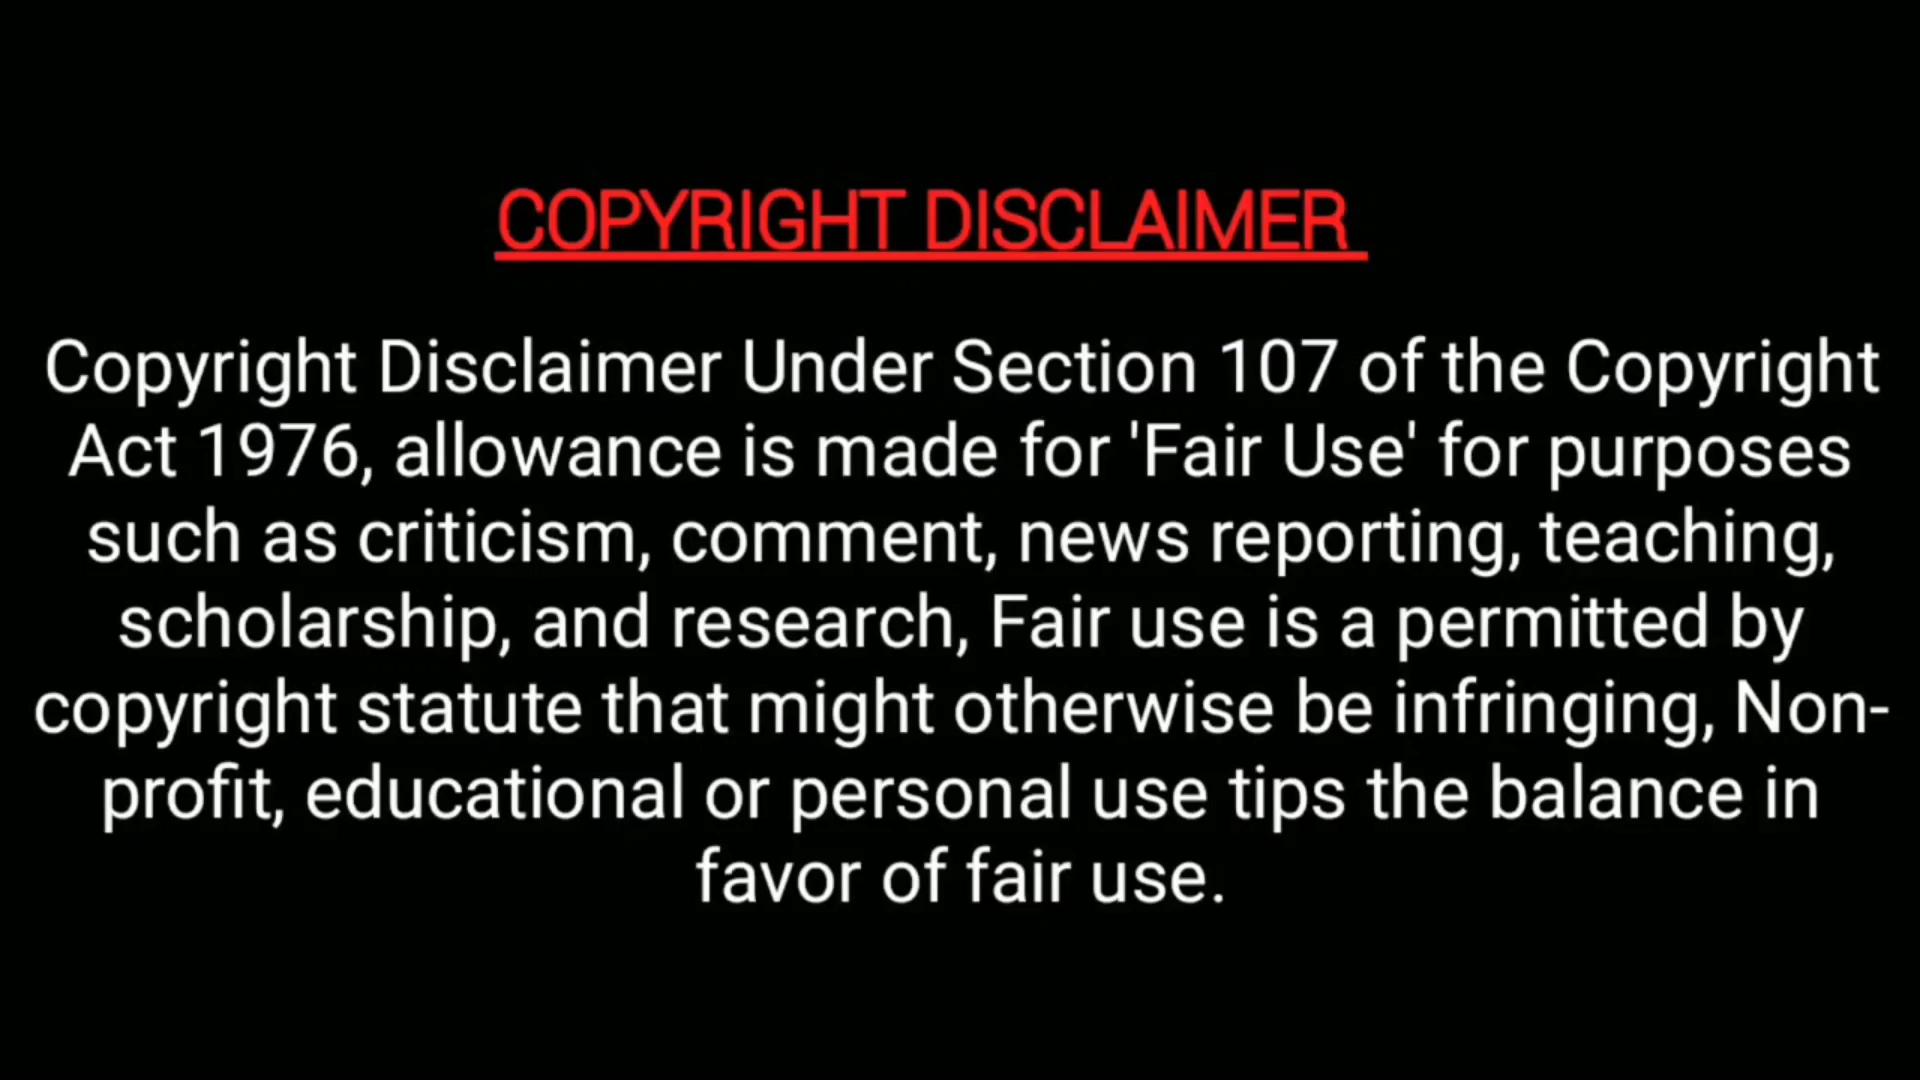 COPYRIGHT DISCLAIMER
Copyright Disclaimer Under Section 107 of the Copyright
Act 1976, allowance is made for 'Fair Use' for purposes
such as criticism, comment, news reporting, teaching,
scholarship, and research, Fair use is a permitted by
copyright statute that might otherwise be infringing, Non-
profit, educational or personal use tips the balance in
favor of fair use.